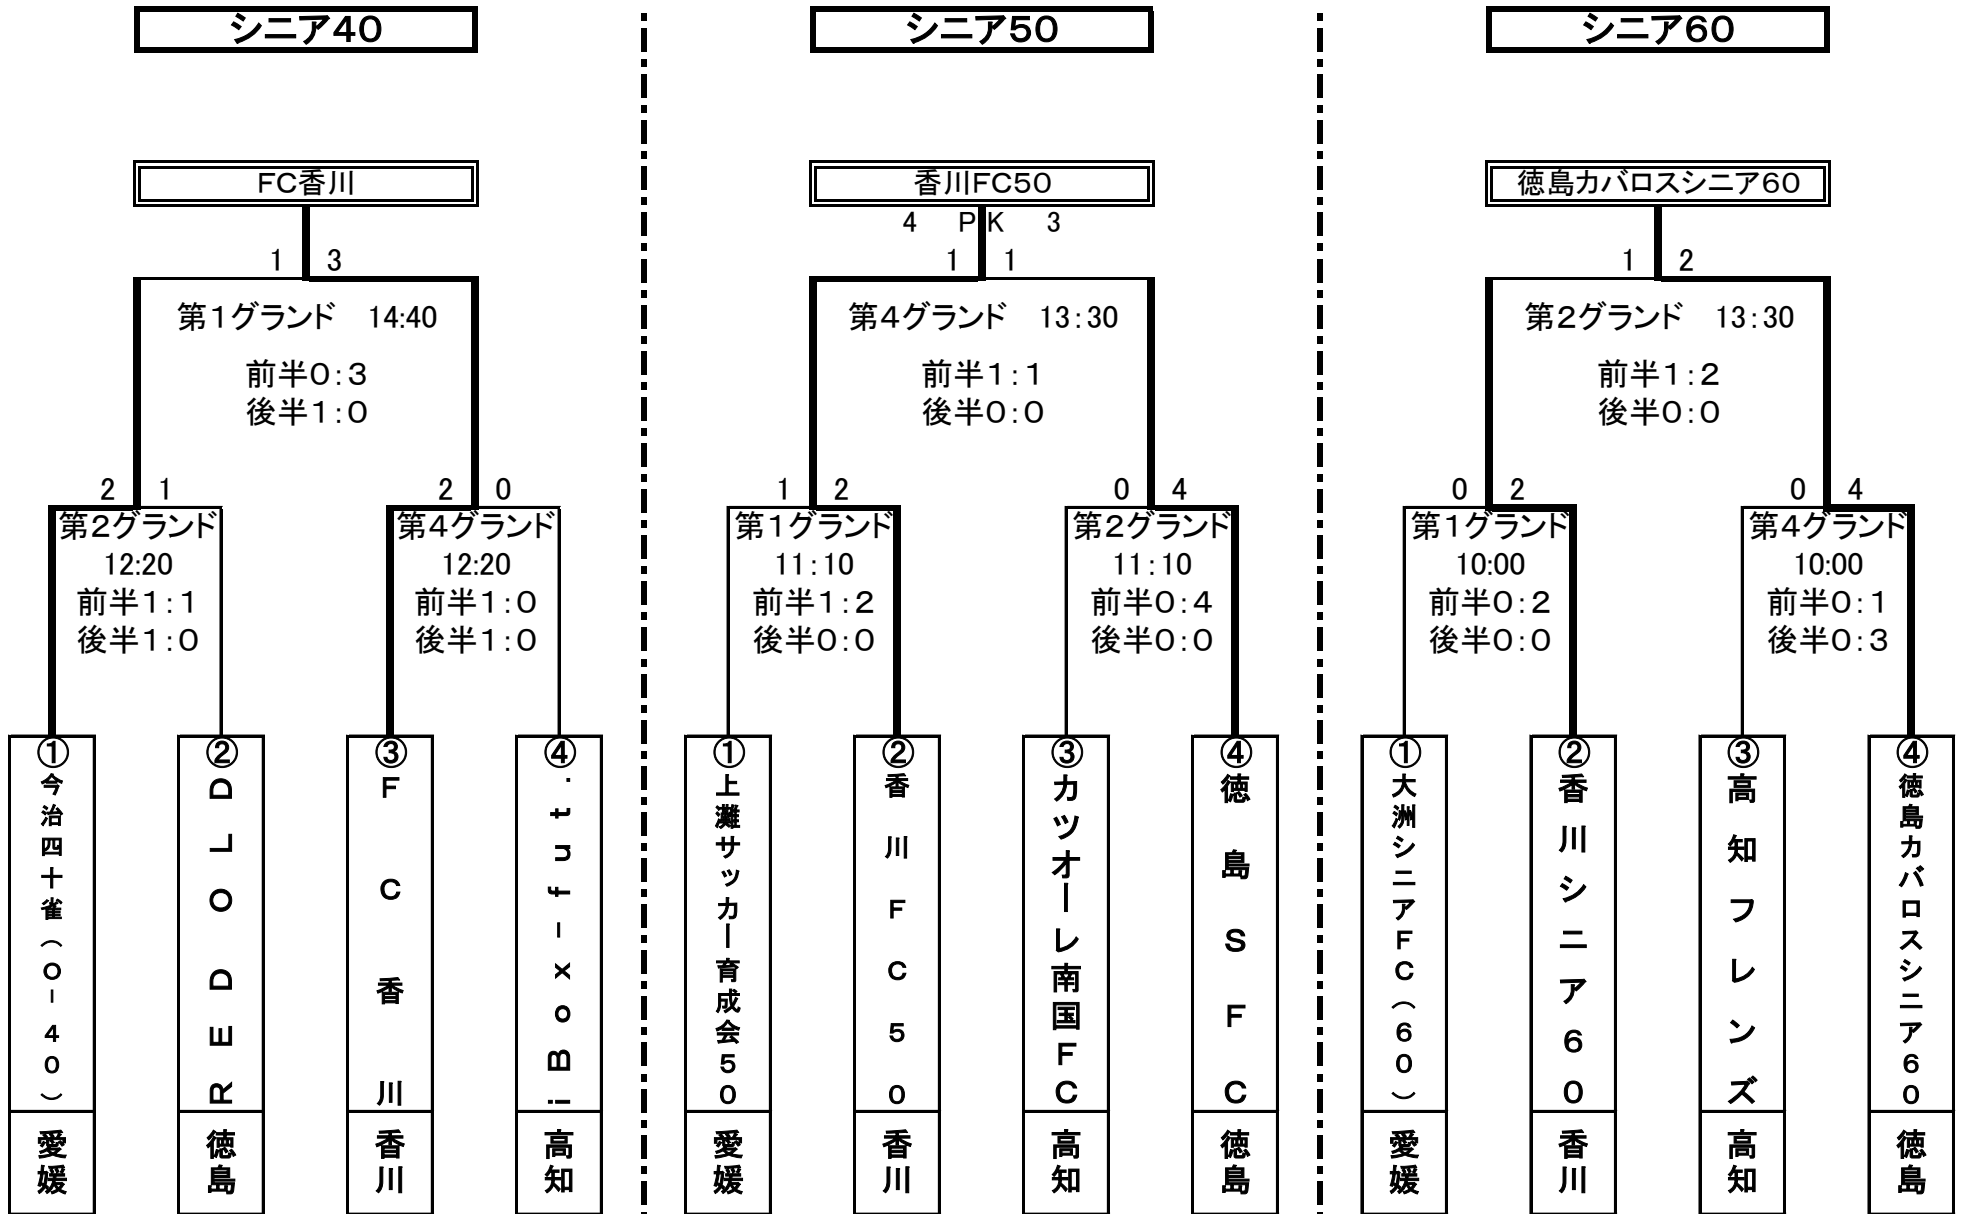 シニア40
シニア50
シニア60
FC香川
香川FC50
徳島カバロスシニア60
4 PK 3
1 3
1 1
1 2
第1グランド 14:40
第4グランド 13:30
第2グランド 13:30
前半0:3
前半1:1
前半1:2
後半1:0
後半0:0
後半0:0
2 1
2 0
1 2
0 4
0 2
0 4
第2グランド
第4グランド
第1グランド
第2グランド
第1グランド
第4グランド
12:20
12:20
11:10
11:10
10:00
10:00
前半1:1
前半1:0
前半1:2
前半0:4
前半0:2
前半0:1
後半1:0
後半1:0
後半0:0
後半0:0
後半0:0
後半0:3
①今治四十雀(O-40)
愛媛
②RED OLD
徳島
③FC香川
香川
④iBox-fut.
高知
①上灘サッカー育成会50
愛媛
②香川FC50
香川
③カツオーレ南国FC
高知
④徳島SFC
徳島
①大洲シニアFC(60)
愛媛
②香川シニア60
香川
③高知フレンズ
高知
④徳島カバロスシニア60
徳島